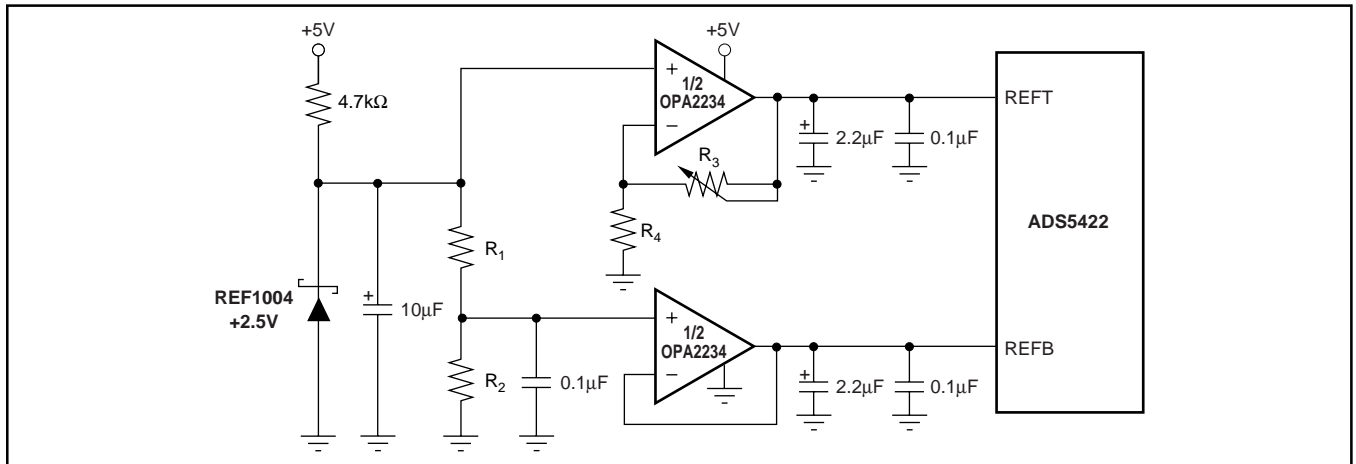 +5V
4.7kΩ
REF1004
+2.5V
+
10µF
R1
R2
0.1µF
+5V
+
1/2
OPA2234
−
R3
R4
+
1/2
OPA2234
−
+
2.2µF
0.1µF
+
2.2µF
0.1µF
REFT
ADS5422
REFB